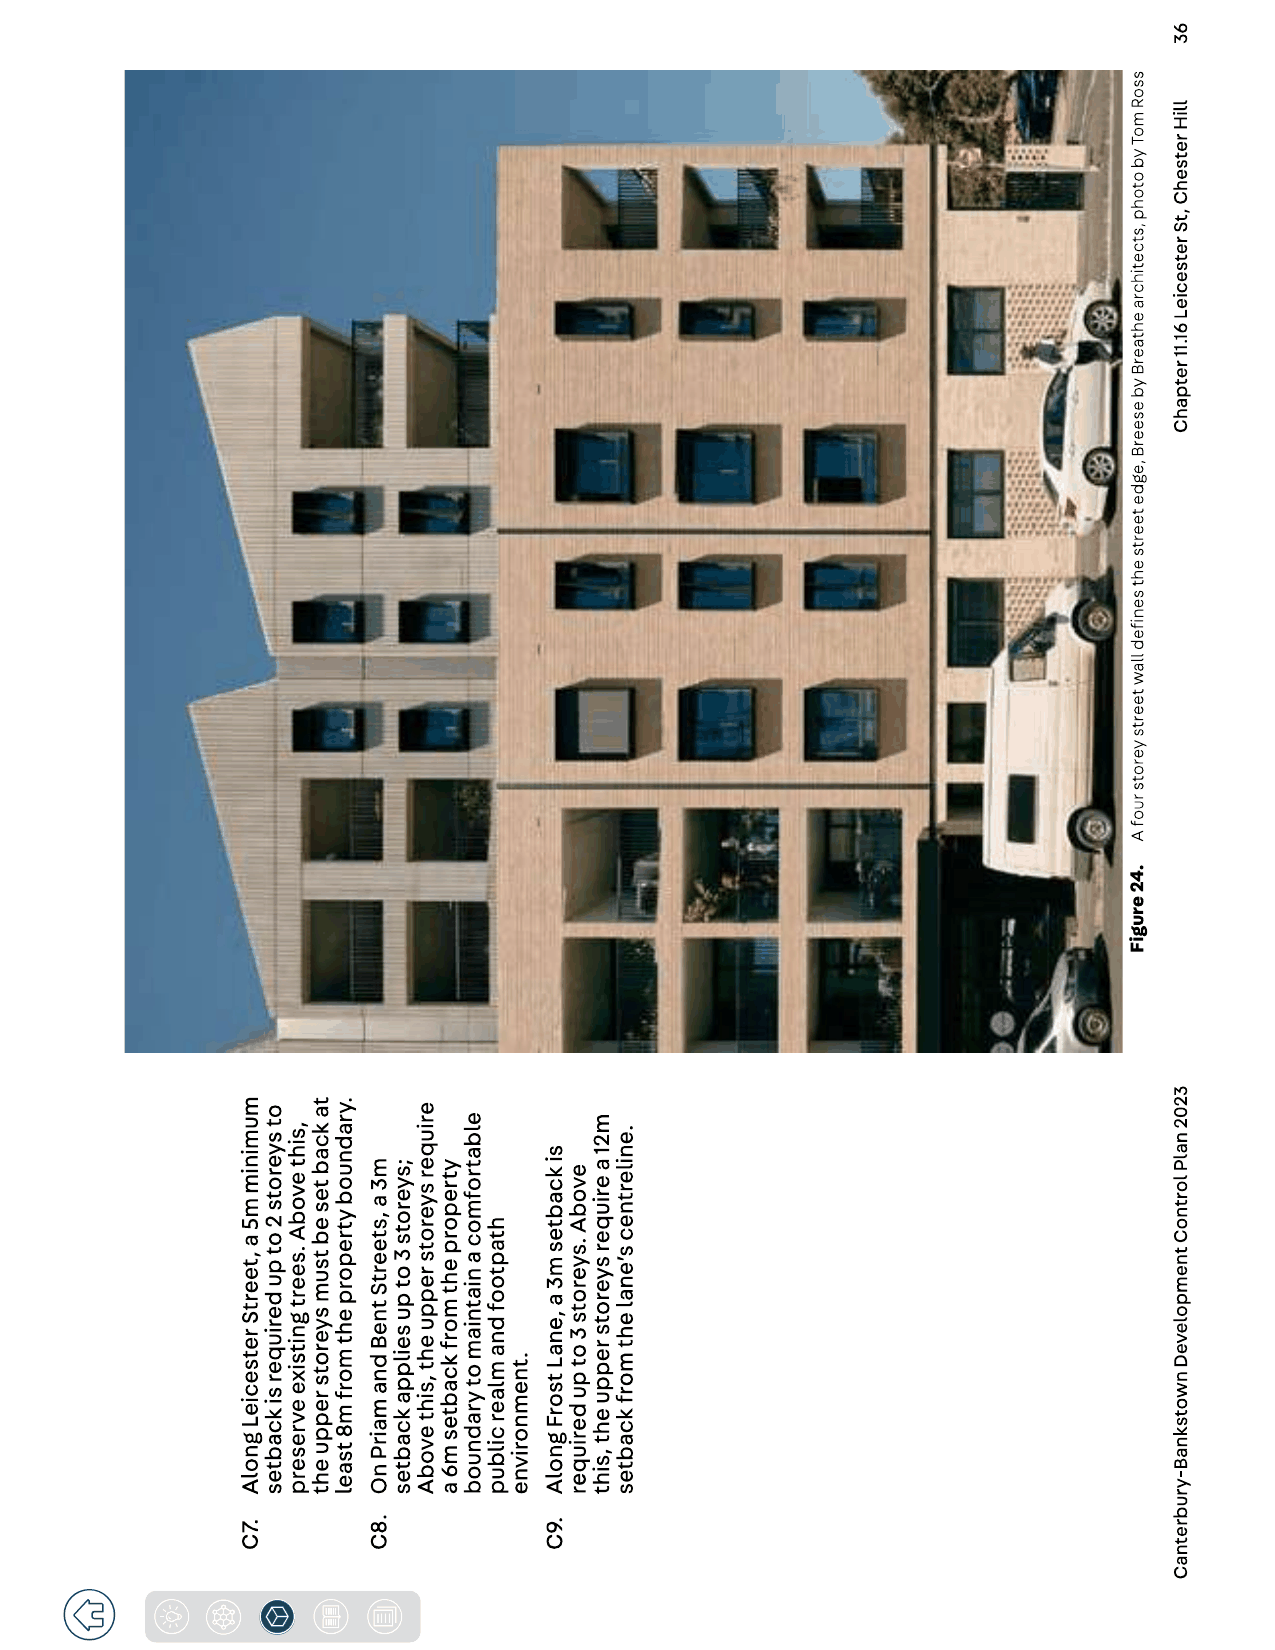 C7. Along Leicester Street, a 5m minimum
setback is required up to 2 storeys to
preserve existing trees. Above this,
the upper storeys must be set back at
least 8m from the property boundary.
C8. On Priam and Bent Streets, a 3m
setback applies up to 3 storeys;
Above this, the upper storeys require
a 6m setback from the property
boundary to maintain a comfortable
public realm and footpath
environment.
C9. Along Frost Lane, a 3m setback is
required up to 3 storeys. Above
this, the upper storeys require a 12m
setback from the lane's centreline.
Figure 24. A four storey street wall defines the street edge, Breese by Breathe architects, photo by Tom Ross
Canterbury-Bankstown Development Control Plan 2023
Chapter 11.16 Leicester St, Chester Hill 36